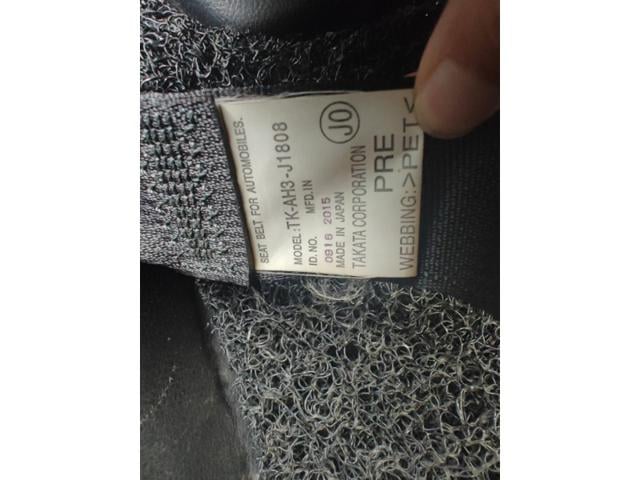 SEAT BELT FOR AUTOMOBILES.
MODEL:TK-AH3-J1808
ID.NO. MFD.IN
0916 2015
MADE IN JAPAN
TAKATA CORPORATION
JO
PRE
WEBBING:>PET<